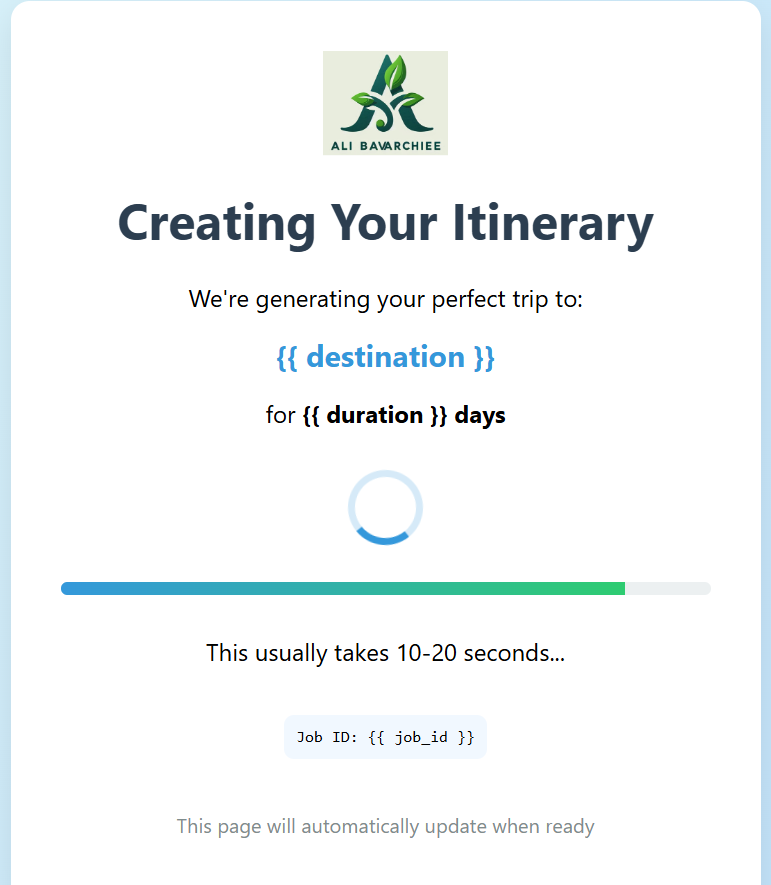 ALI BAVARCHIEE
Creating Your Itinerary
We're generating your perfect trip to:
{{ destination }}
for {{ duration }} days
This usually takes 10-20 seconds...
Job ID: {{ job_id }}
This page will automatically update when ready